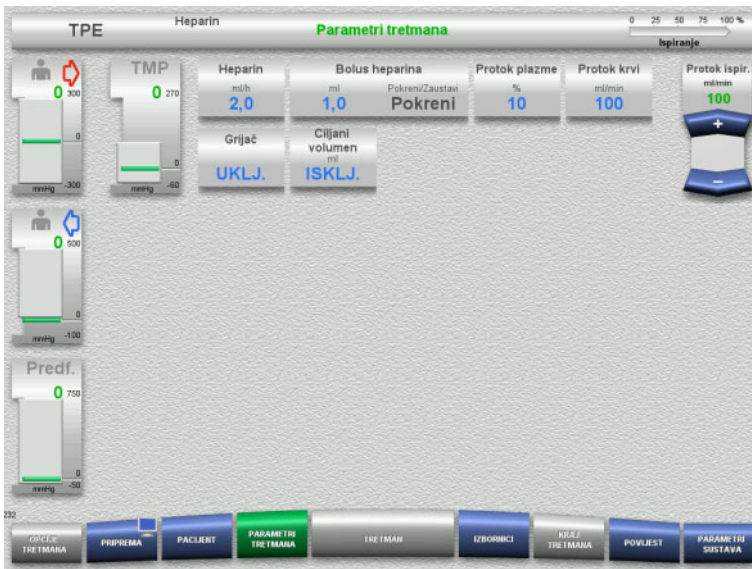 TPE
Heparin
Parametri tretmana
0 25 50 75 100 %
Ispiranje
0 300
0
-300
mmHg
TMP
0 270
0
-60
mmHg
Heparin
ml/h
2,0
Bolus heparina
ml Pokreni/Zaustavi
1,0 Pokreni
Protok plazme
%
10
Protok krvi
ml/min
100
Protok ispir.
ml/min
100
+
−
Grijač
UKLJ.
Ciljani
volumen
ml
ISKLJ.
0 500
0
-100
mmHg
Predf.
0 750
0
-50
mmHg
232
OPCIJE
TRETMANA
PRIPREMA
PACIJENT
PARAMETRI
TRETMANA
TRETMAN
IZBORNICI
KRAJ
TRETMANA
POVIJEST
PARAMETRI
SUSTAVA